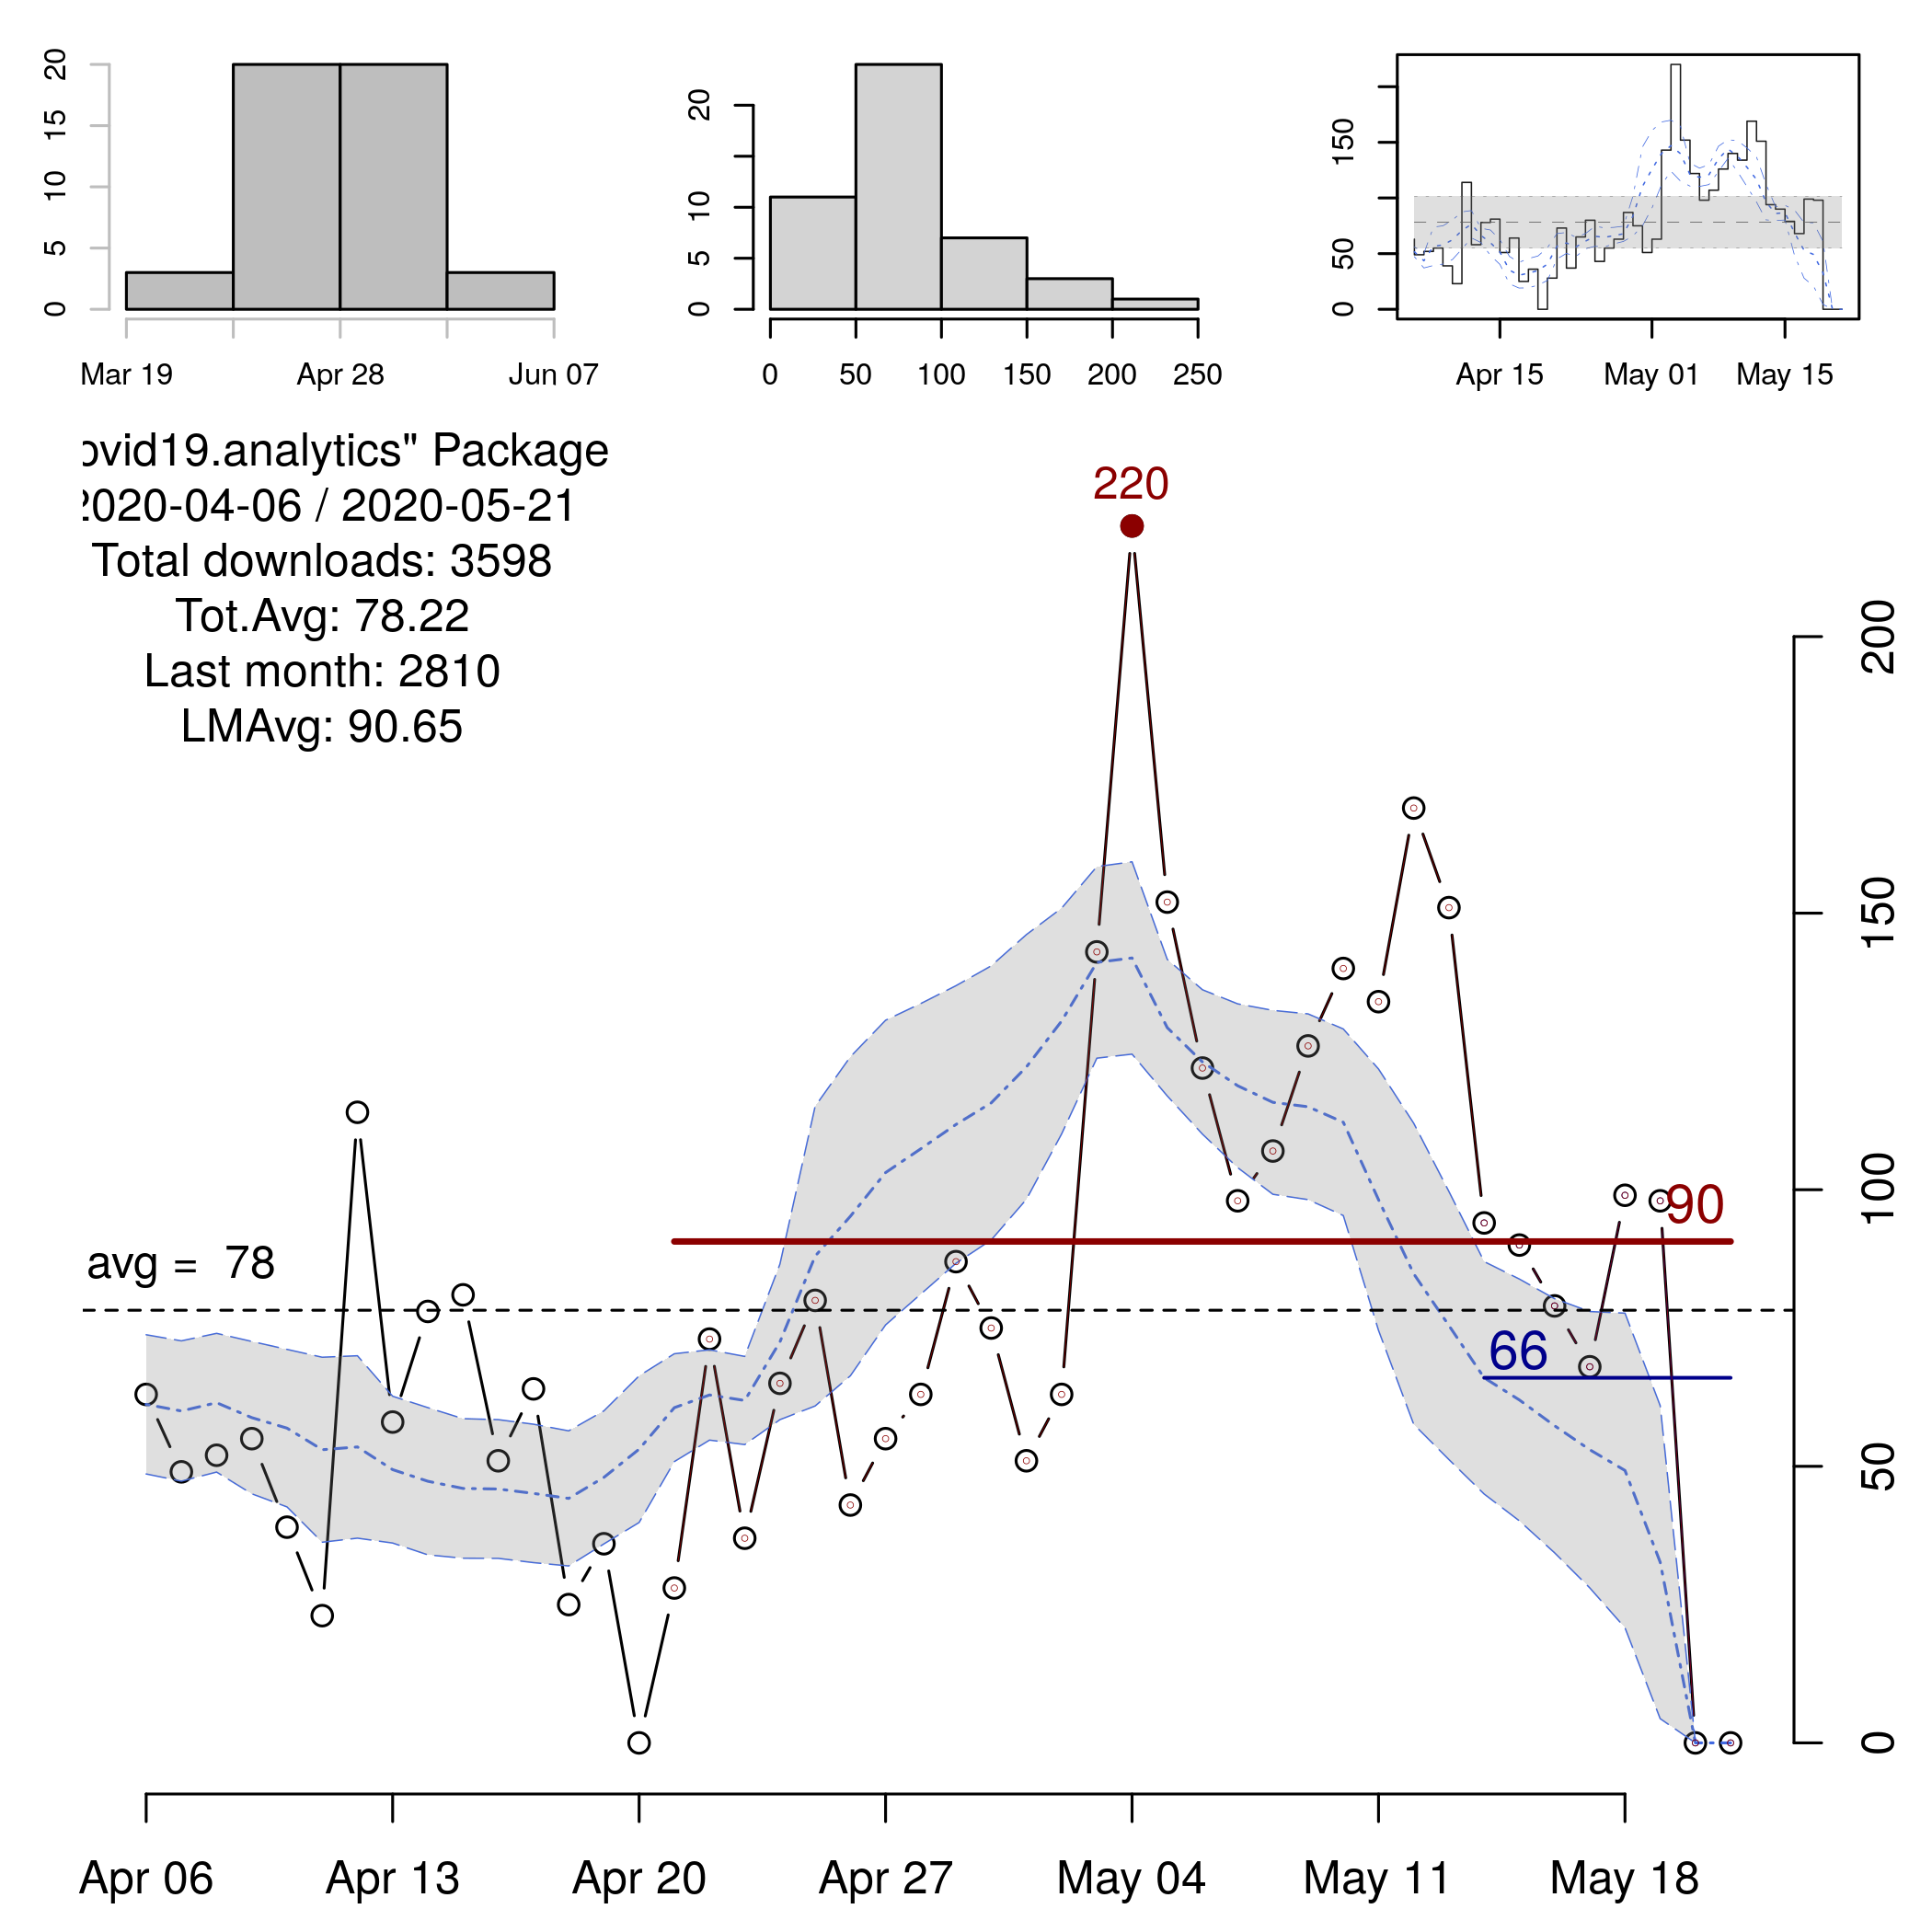 20
15
10
5
0
Mar 19 Apr 28 Jun 07
20
10
5
0
0 50 100 150 200 250
150
50
0
Apr 15 May 01 May 15
ovid19.analytics" Package
2020-04-06 / 2020-05-21
Total downloads: 3598
Tot.Avg: 78.22
Last month: 2810
LMAvg: 90.65
220
avg = 78
90
66
200
150
100
50
0
Apr 06 Apr 13 Apr 20 Apr 27 May 04 May 11 May 18